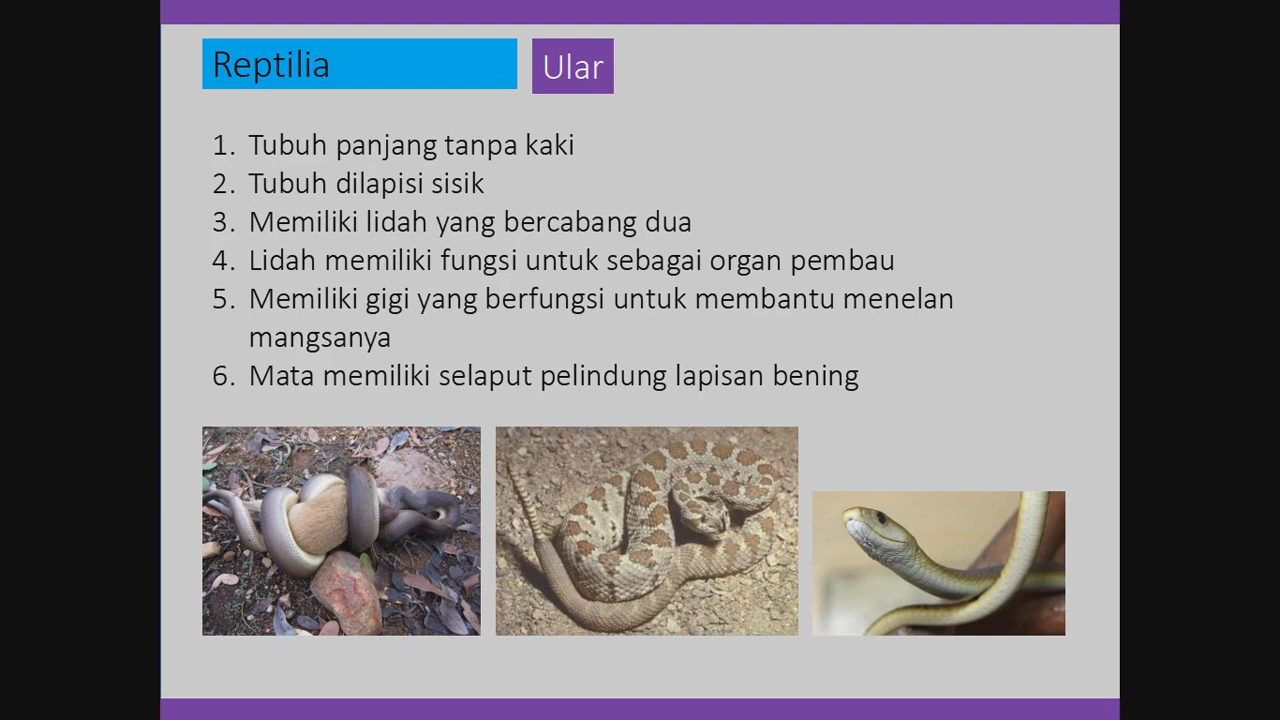 Reptilia
Ular
1. Tubuh panjang tanpa kaki
2. Tubuh dilapisi sisik
3. Memiliki lidah yang bercabang dua
4. Lidah memiliki fungsi untuk sebagai organ pembau
5. Memiliki gigi yang berfungsi untuk membantu menelan
mangsanya
6. Mata memiliki selaput pelindung lapisan bening